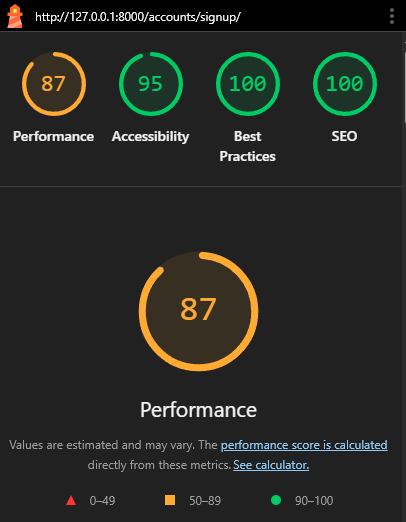 http://127.0.0.1:8000/accounts/signup/
87
95
100
100
Performance
Accessibility
Best
Practices
SEO
87
Performance
Values are estimated and may vary. The performance score is calculated
directly from these metrics. See calculator.
0–49
50–89
90–100